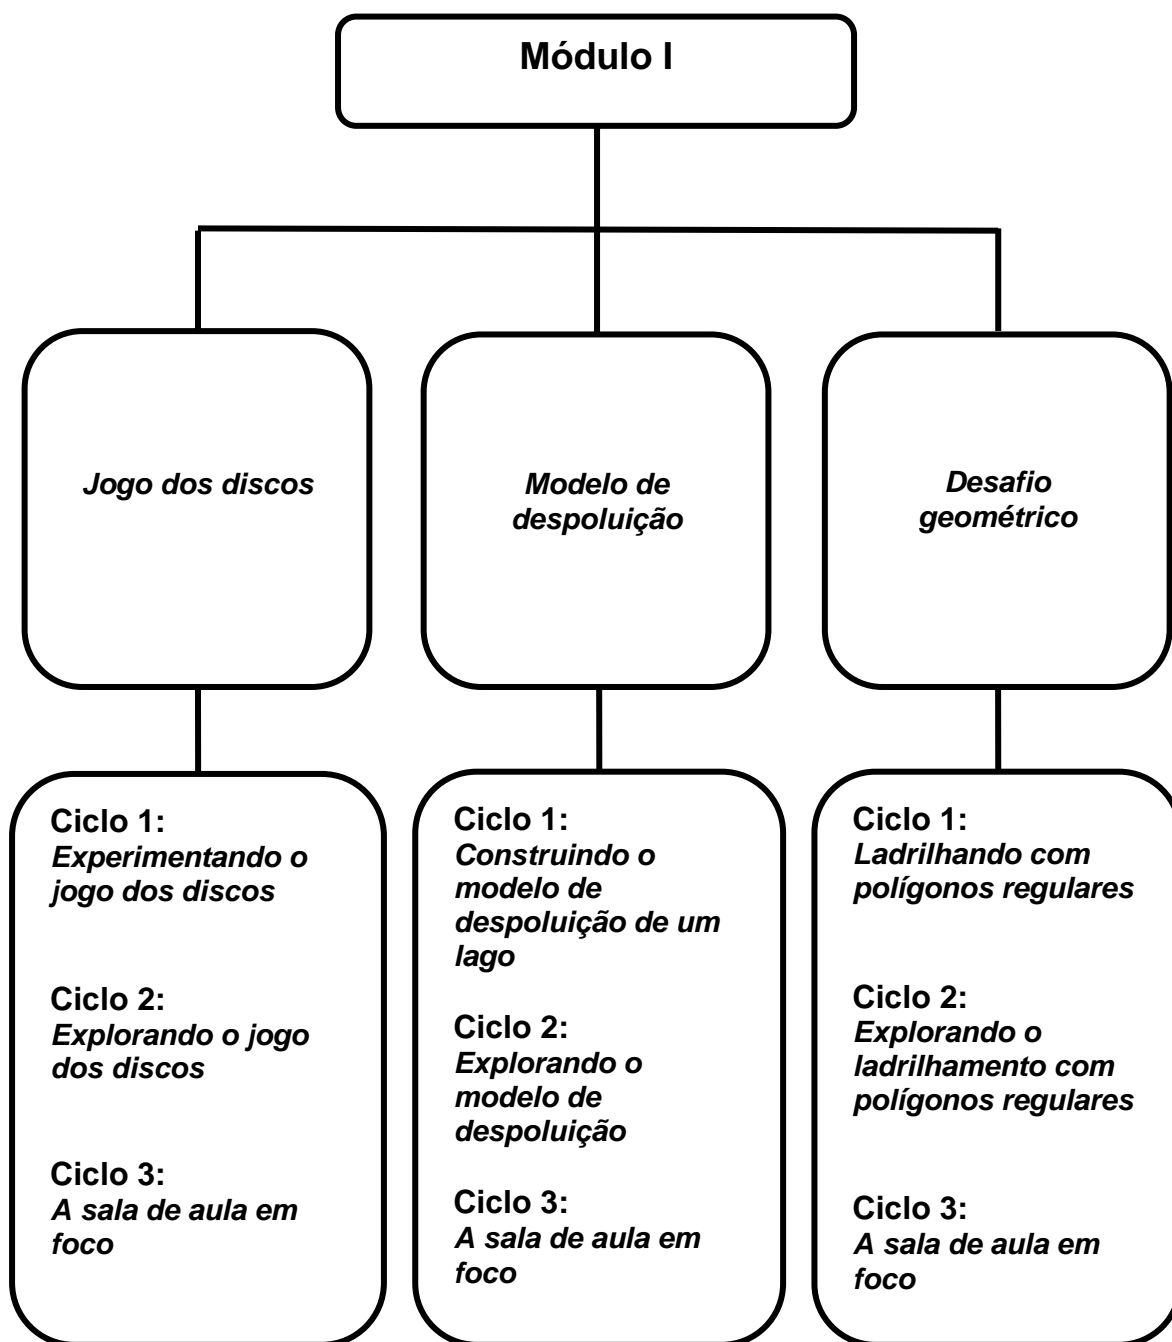 Módulo I
Jogo dos discos
Modelo de
despoluição
Desafio
geométrico
Ciclo 1:
Experimentando o
jogo dos discos
Ciclo 2:
Explorando o jogo
dos discos
Ciclo 3:
A sala de aula em
foco
Ciclo 1:
Construindo o
modelo de
despoluição de um
lago
Ciclo 2:
Explorando o
modelo de
despoluição
Ciclo 3:
A sala de aula em
foco
Ciclo 1:
Ladrilhando com
polígonos regulares
Ciclo 2:
Explorando o
ladrilhamento com
polígonos regulares
Ciclo 3:
A sala de aula em
foco